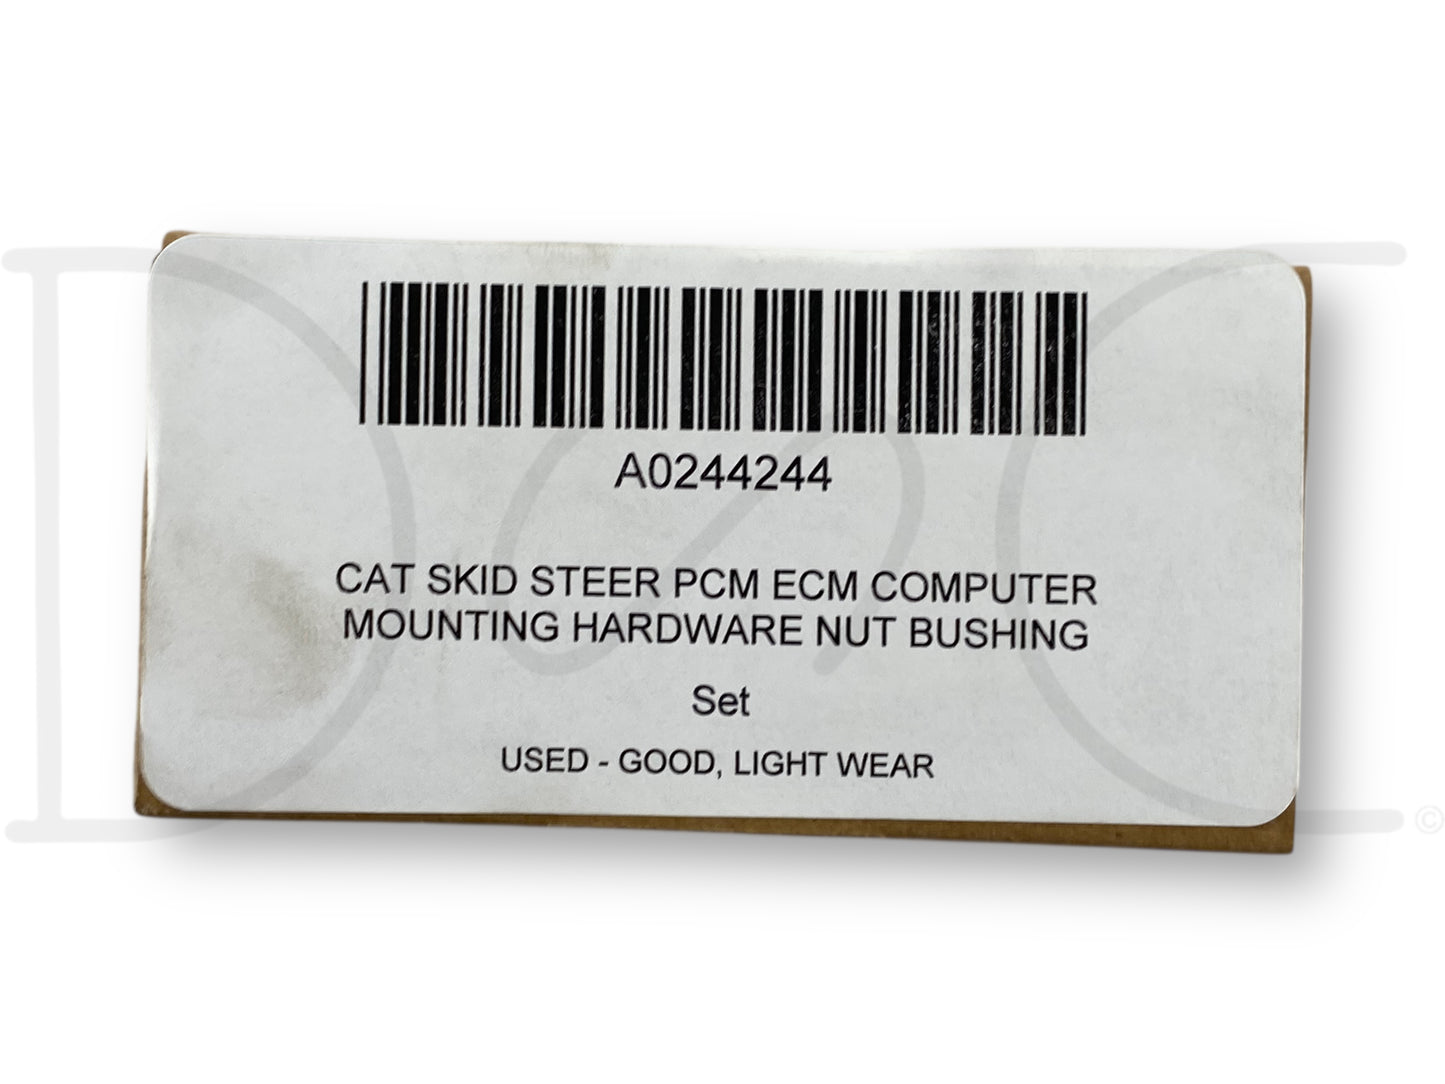 A0244244
CAT SKID STEER PCM ECM COMPUTER
MOUNTING HARDWARE NUT BUSHING
Set
USED - GOOD, LIGHT WEAR
©